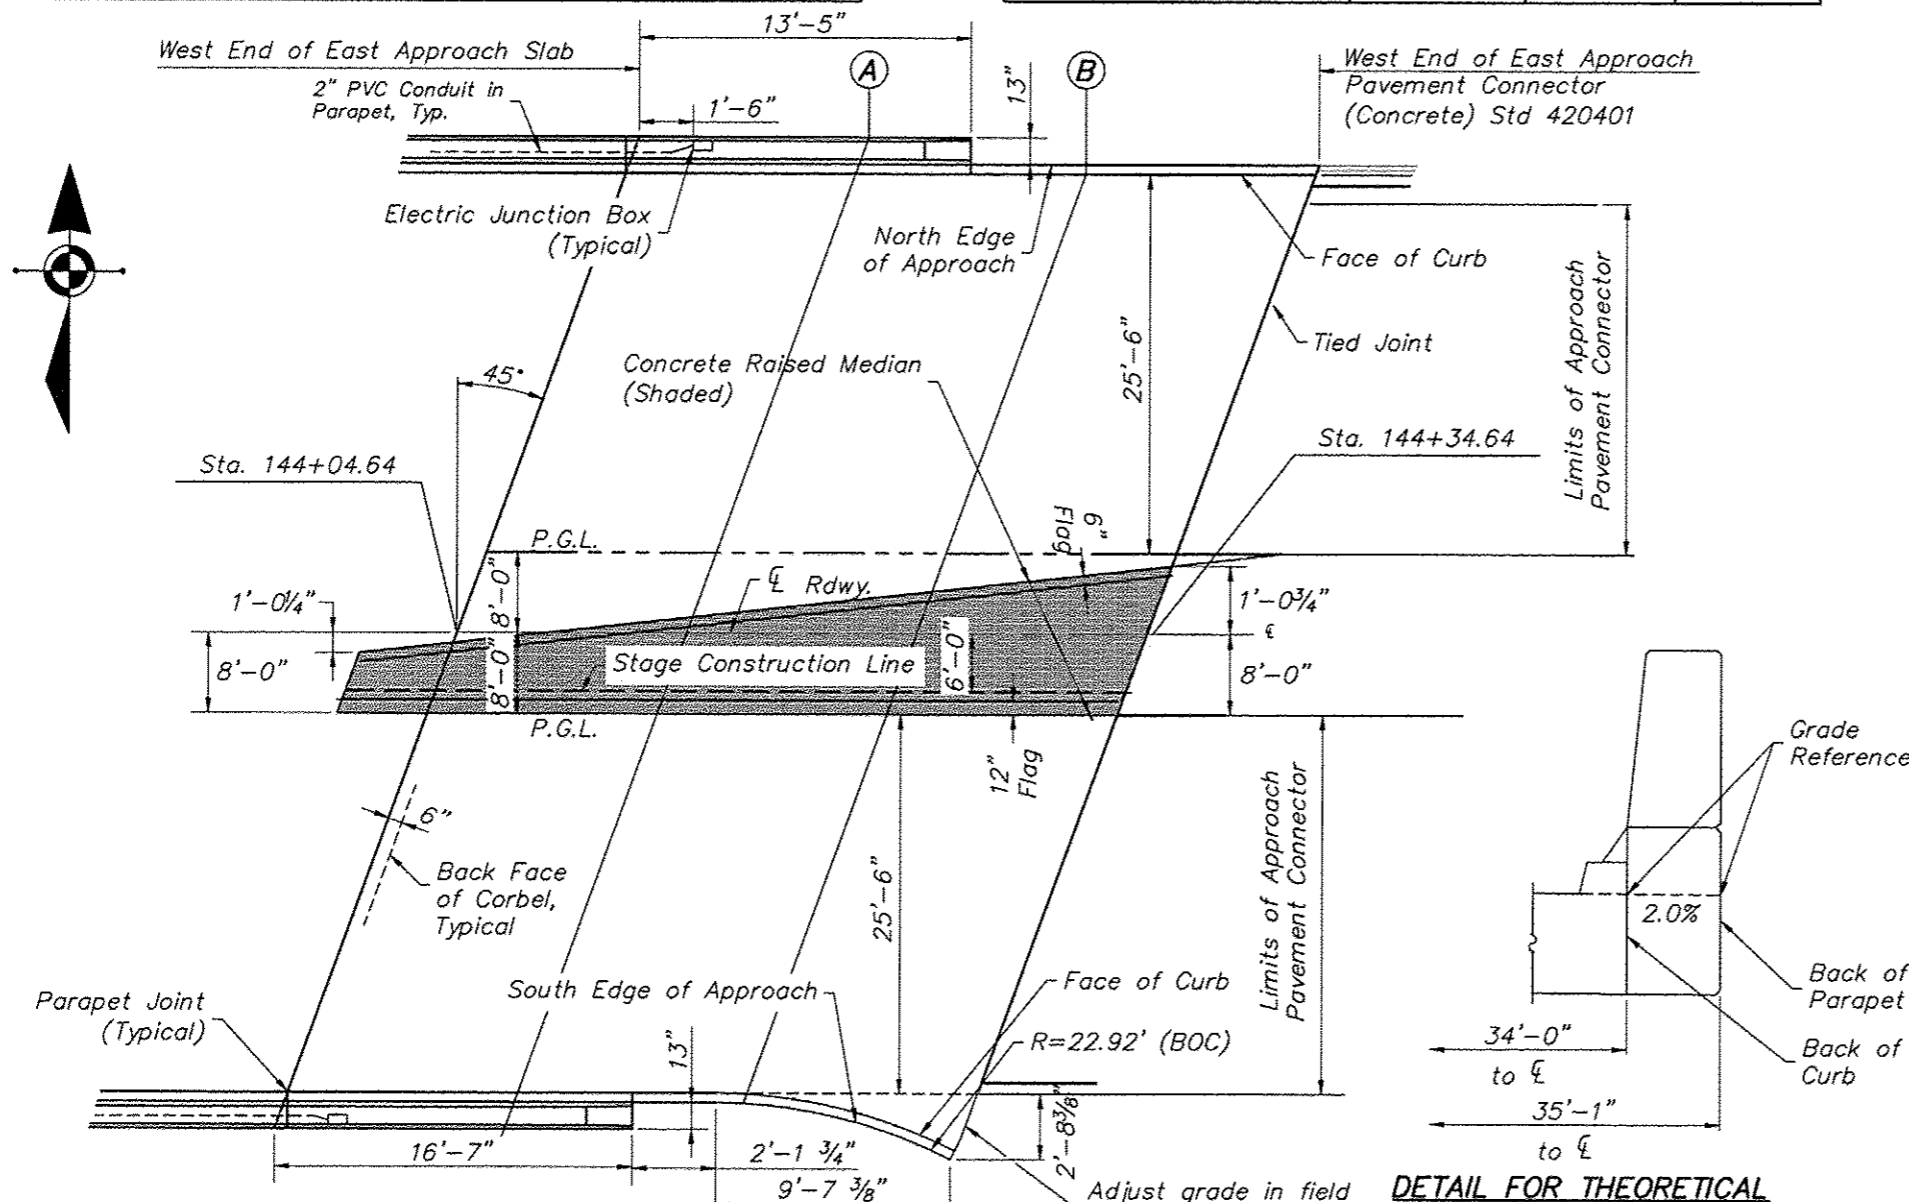 13'-5"
West End of East Approach Slab
2" PVC Conduit in
Parapet, Typ.
1'-6"
A
B
13"
West End of East Approach
Pavement Connector
(Concrete) Std 420401
Electric Junction Box
(Typical)
North Edge
of Approach
Face of Curb
Tied Joint
25'-6"
Limits of Approach
Pavement Connector
45°
Concrete Raised Median
(Shaded)
Sta. 144+04.64
Sta. 144+34.64
P.G.L.
6"
Flag
8'-0"
℄ Rdwy.
1'-0¼"
1'-0¾"
℄
8'-0"
8'-0"
Stage Construction Line
6'-0"
8'-0"
P.G.L.
12"
Flag
6"
Back Face
of Corbel,
Typical
25'-6"
Limits of Approach
Pavement Connector
Grade
Reference
2.0%
Back of
Parapet
Back of
Curb
34'-0"
to ℄
35'-1"
to ℄
South Edge of Approach
Face of Curb
R=22.92' (BOC)
Parapet Joint
(Typical)
13"
16'-7"
2'-1 ¾"
9'-7 ⅜"
2'-8⅜"
Adjust grade in field
DETAIL FOR THEORETICAL